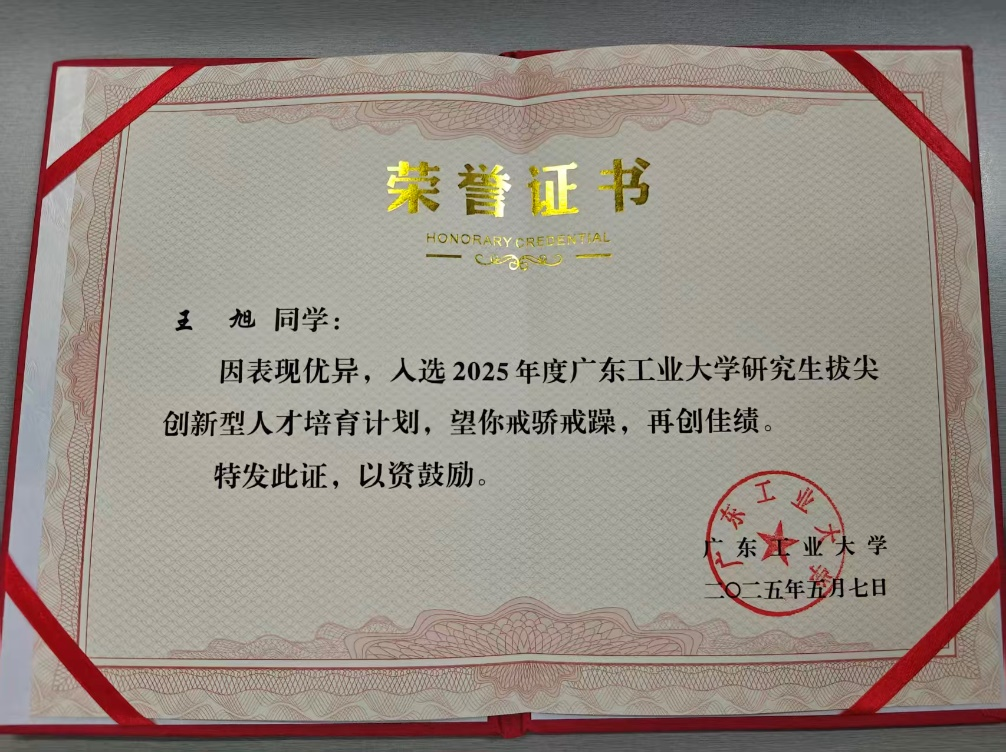 荣誉证书
HONORARY CREDENTIAL
王 旭 同学：
因表现优异，入选2025年度广东工业大学研究生拔尖
创新型人才培育计划，望你戒骄戒躁，再创佳绩。
特发此证，以资鼓励。
广东工业大学
广东工业大学
二〇二五年五月七日